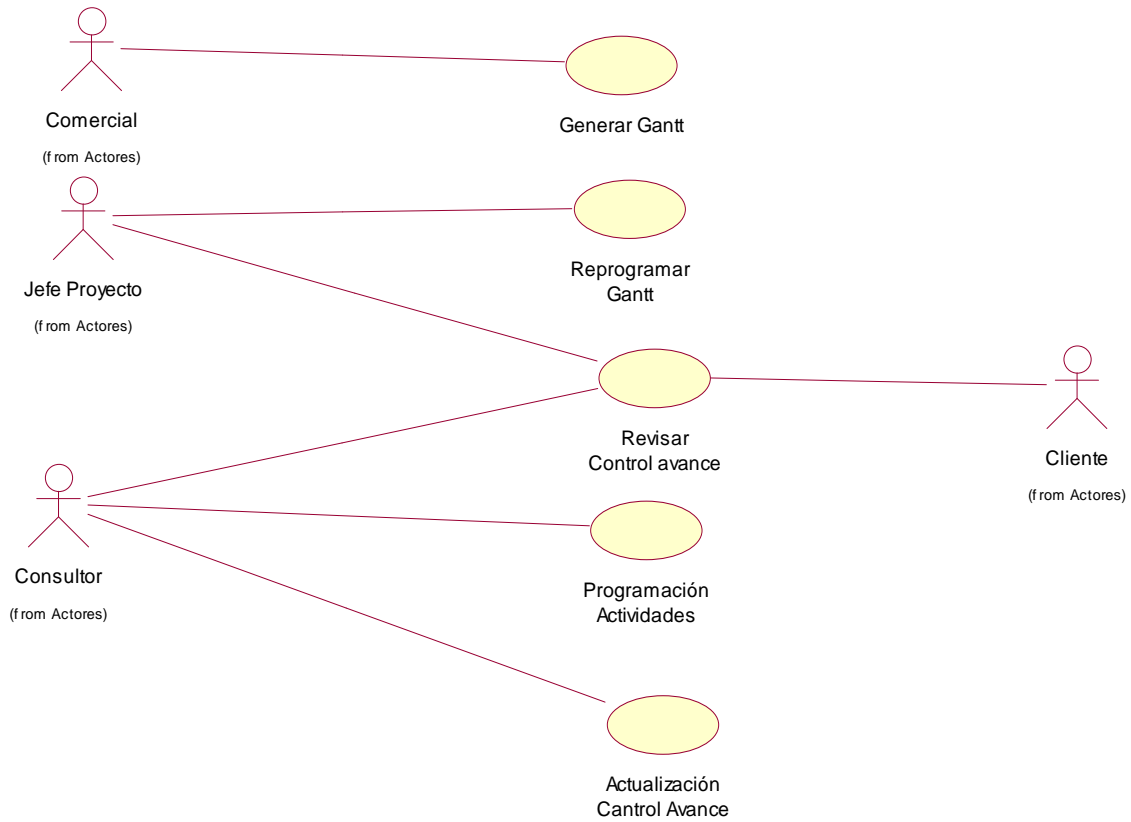 Comercial
(from Actores)
Generar Gantt
Jefe Proyecto
(from Actores)
Reprogramar
Gantt
Revisar
Control avance
Cliente
(from Actores)
Consultor
(from Actores)
Programación
Actividades
Actualización
Cantrol Avance